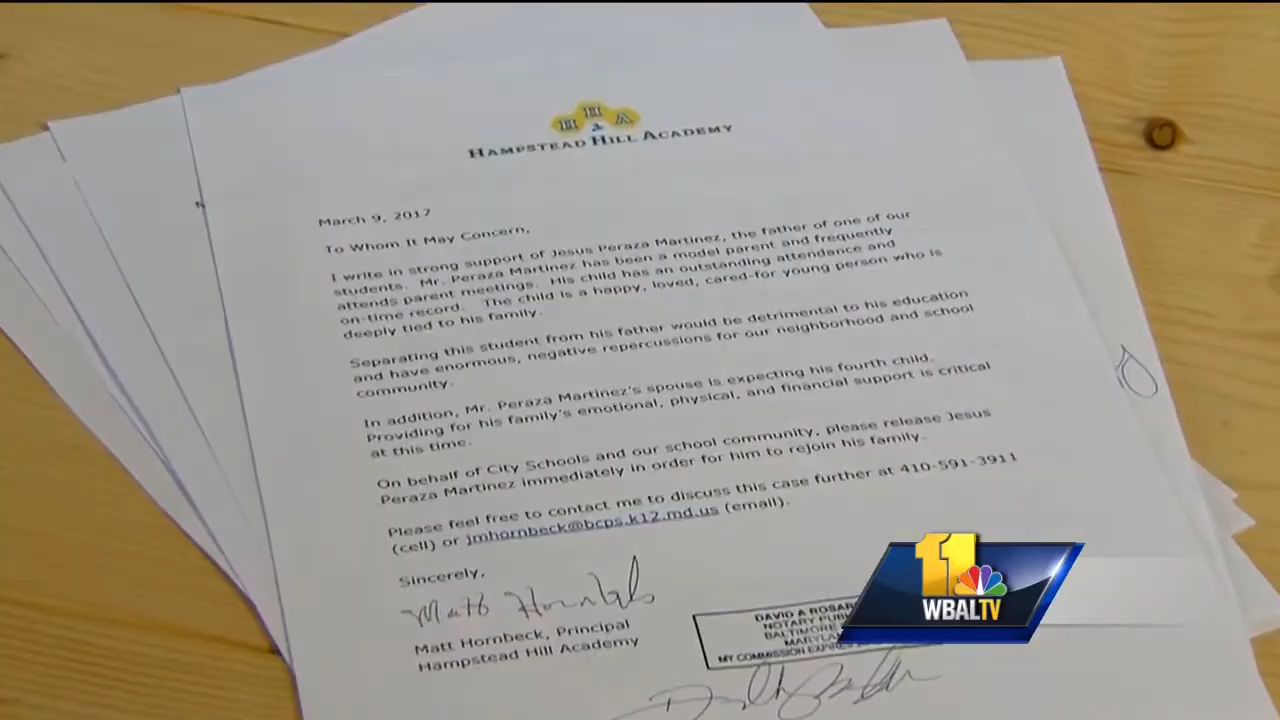 H H A
Hampstead Hill Academy
March 9, 2017
To Whom It May Concern,
I write in strong support of Jesus Peraza Martinez, the father of one of our
students. Mr. Peraza Martinez has been a model parent and frequently
attends parent meetings. His child has an outstanding attendance and
on-time record. The child is a happy, loved, cared-for young person who is
deeply tied to his family.
Separating this student from his father would be detrimental to his education
and have enormous, negative repercussions for our neighborhood and school
community.
In addition, Mr. Peraza Martinez's spouse is expecting his fourth child.
Providing for his family's emotional, physical, and financial support is critical
at this time.
On behalf of City Schools and our school community, please release Jesus
Peraza Martinez immediately in order for him to rejoin his family.
Please feel free to contact me to discuss this case further at 410-591-3911
(cell) or jmhornbeck@bcps.k12.md.us (email).
Sincerely,
Matt Hornbeck
Matt Hornbeck, Principal
Hampstead Hill Academy
DAVID A ROSAR
NOTARY PUB
BALTIMORE
MARYLA
MY COMMISSION EXPIRES
11
WBALTV